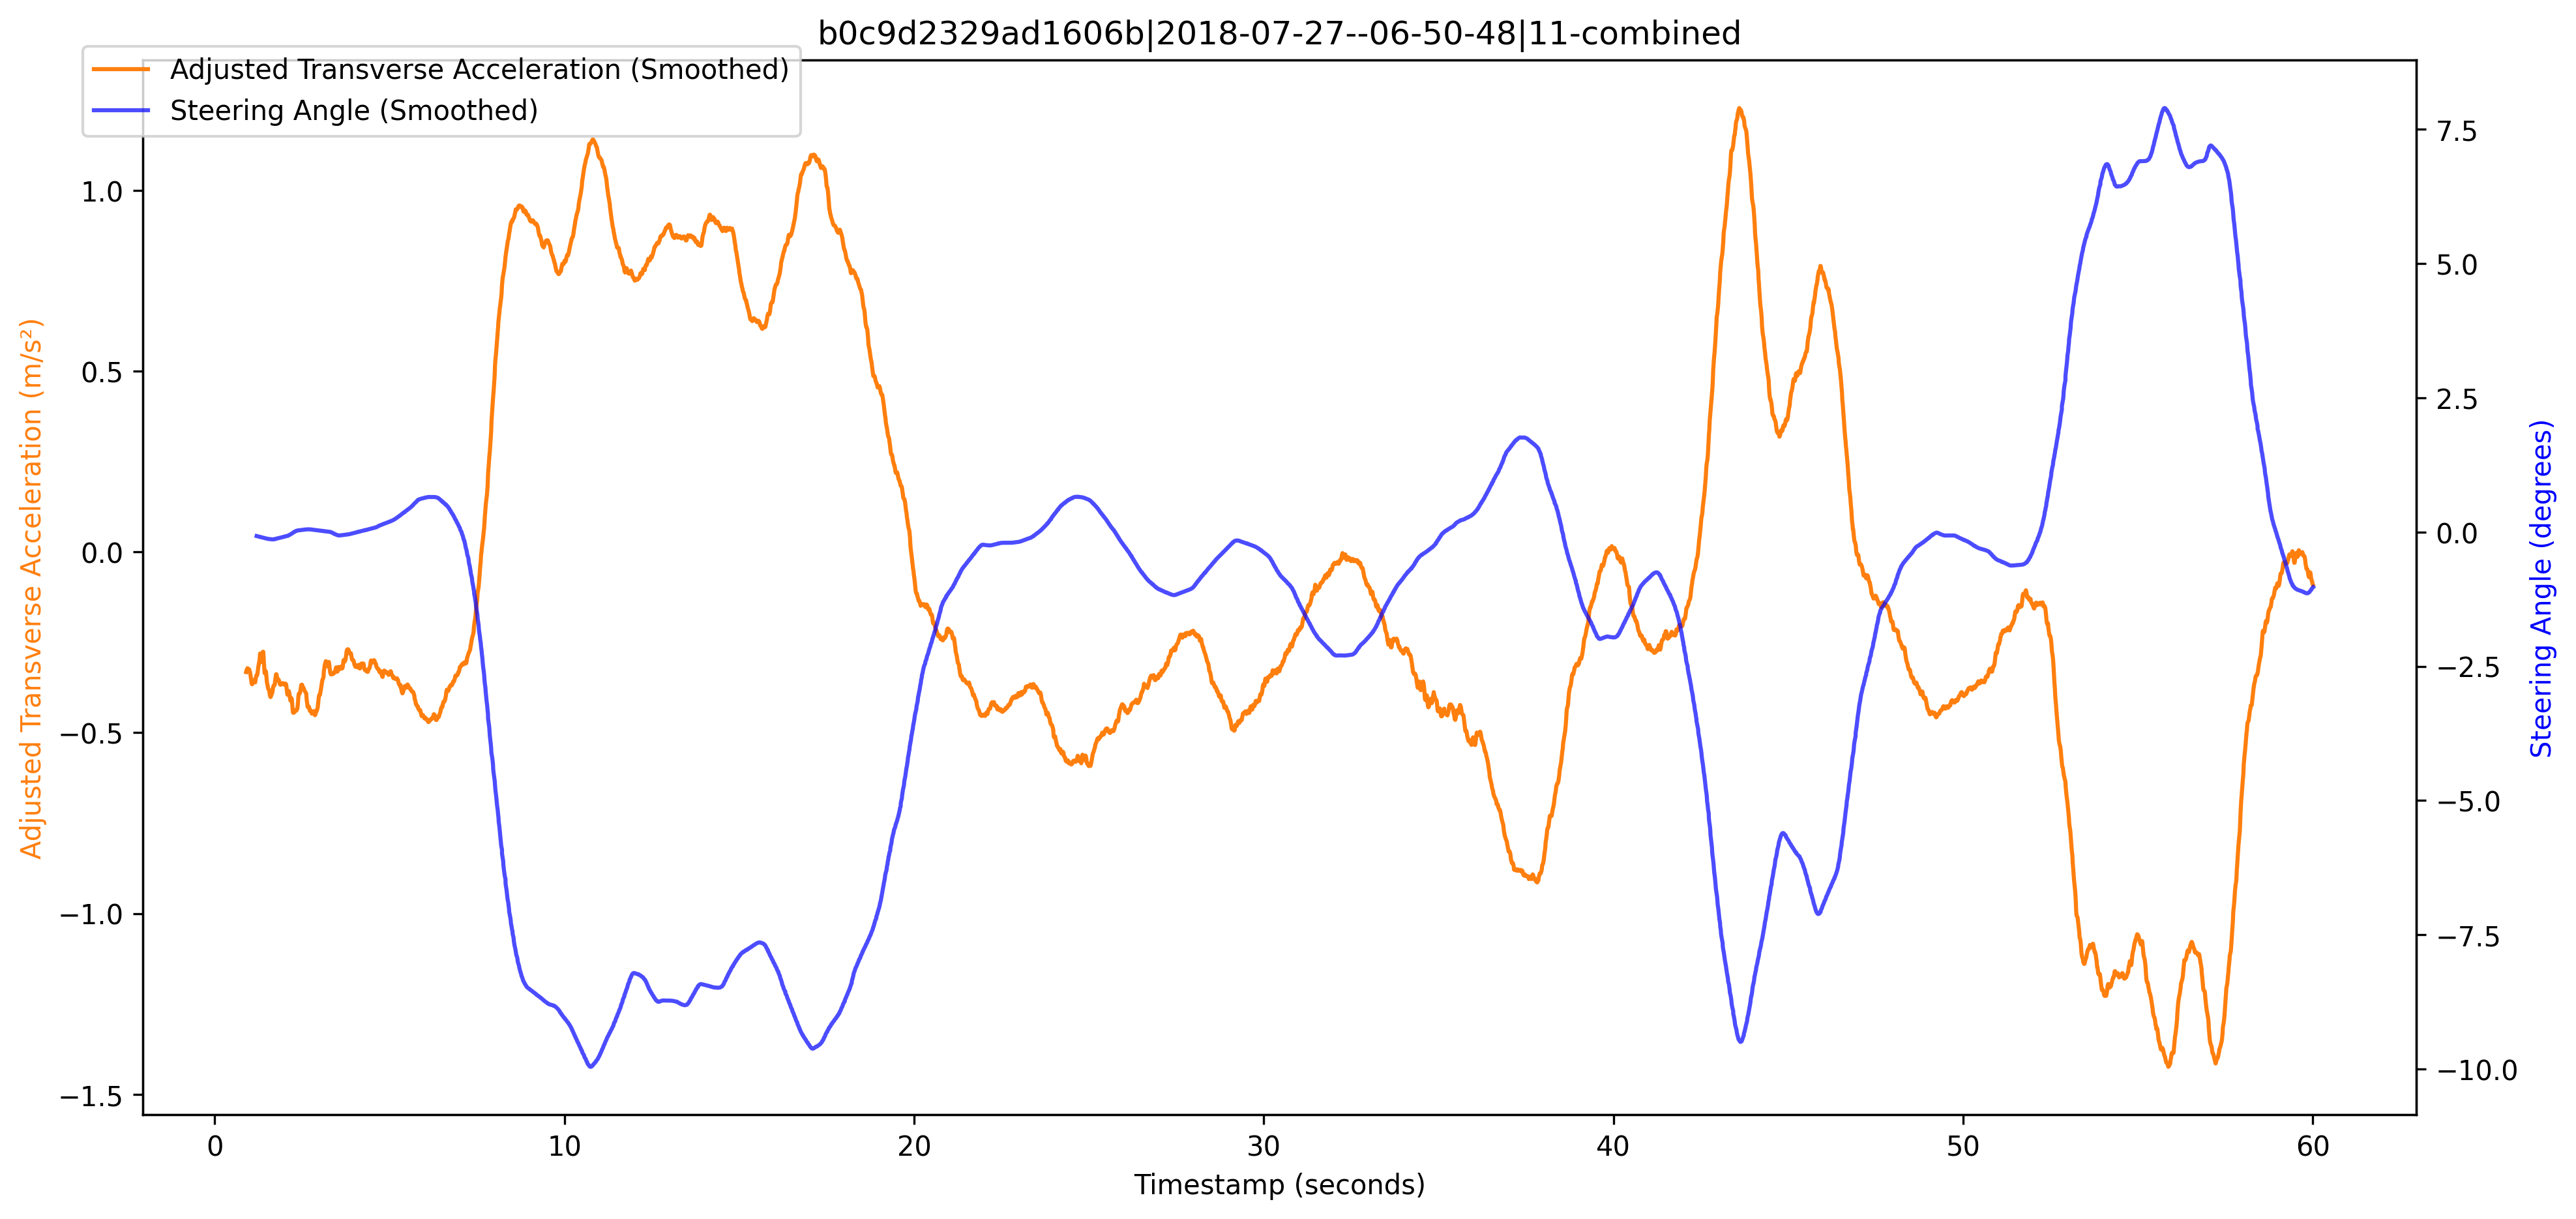 b0c9d2329ad1606b|2018-07-27--06-50-48|11-combined
Adjusted Transverse Acceleration (Smoothed)
Steering Angle (Smoothed)
Adjusted Transverse Acceleration (m/s²)
1.0
0.5
0.0
−0.5
−1.0
−1.5
7.5
5.0
2.5
0.0
−2.5
−5.0
−7.5
−10.0
Steering Angle (degrees)
0 10 20 30 40 50 60
Timestamp (seconds)